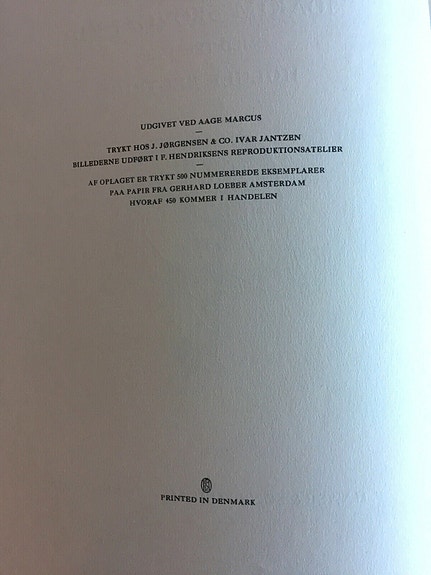 UDGIVET VED AAGE MARCUS
—
TRYKT HOS J. JØRGENSEN & CO. IVAR JANTZEN
BILLEDERNE UDFØRT I F. HENDRIKSENS REPRODUKTIONSATELIER
—
AF OPLAGET ER TRYKT 500 NUMMEREREDE EKSEMPLARER
PAA PAPIR FRA GERHARD LOEBER AMSTERDAM
HVORAF 450 KOMMER I HANDELEN
PRINTED IN DENMARK